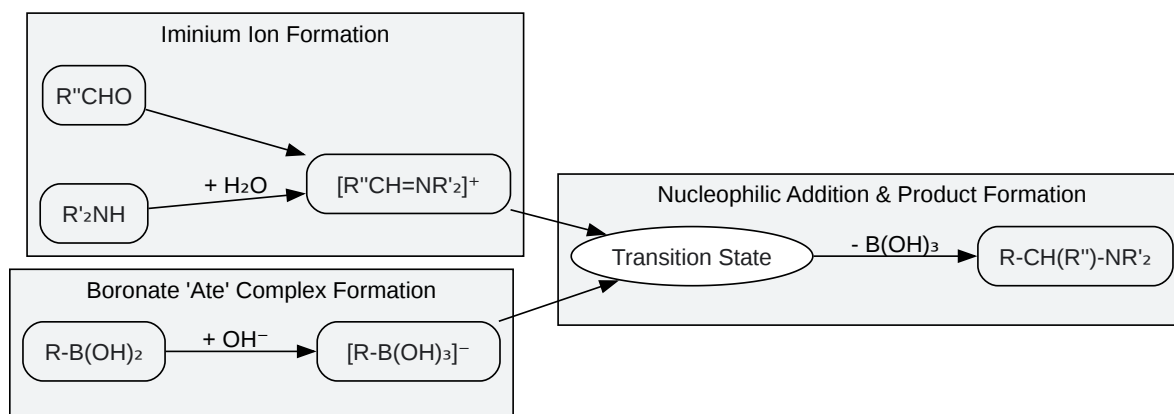 Iminium Ion Formation
R"CHO
R'₂NH
+ H₂O
[R"CH=NR'₂]⁺
Boronate 'Ate' Complex Formation
R-B(OH)₂
+ OH⁻
[R-B(OH)₃]⁻
Nucleophilic Addition & Product Formation
Transition State
- B(OH)₃
R-CH(R")-NR'₂